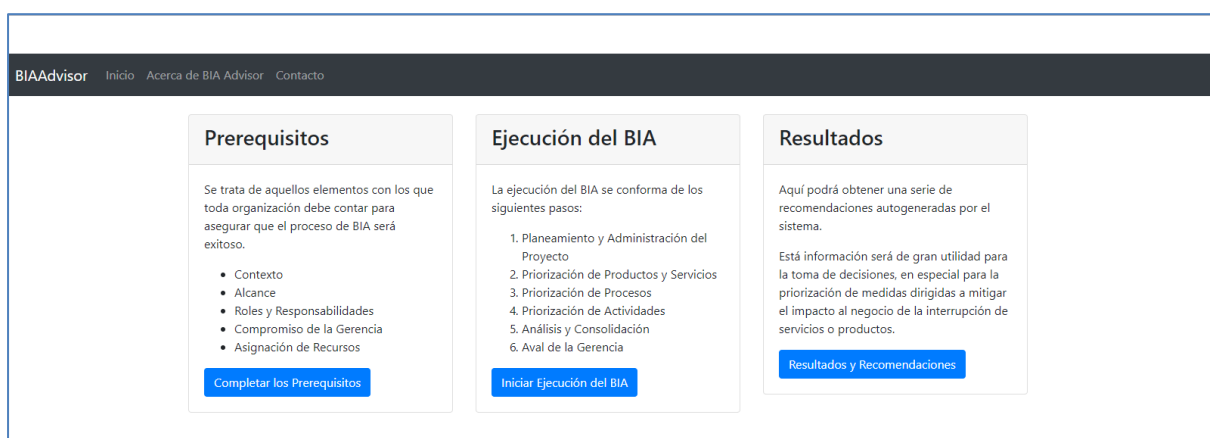 BIAAdvisor Inicio Acerca de BIA Advisor Contacto
Prerequisitos
Se trata de aquellos elementos con los que
toda organización debe contar para
asegurar que el proceso de BIA será
exitoso.
• Contexto
• Alcance
• Roles y Responsabilidades
• Compromiso de la Gerencia
• Asignación de Recursos
Completar los Prerequisitos
Ejecución del BIA
La ejecución del BIA se conforma de los
siguientes pasos:
1. Planeamiento y Administración del
Proyecto
2. Priorización de Productos y Servicios
3. Priorización de Procesos
4. Priorización de Actividades
5. Análisis y Consolidación
6. Aval de la Gerencia
Iniciar Ejecución del BIA
Resultados
Aquí podrá obtener una serie de
recomendaciones autogeneradas por el
sistema.
Está información será de gran utilidad para
la toma de decisiones, en especial para la
priorización de medidas dirigidas a mitigar
el impacto al negocio de la interrupción de
servicios o productos.
Resultados y Recomendaciones